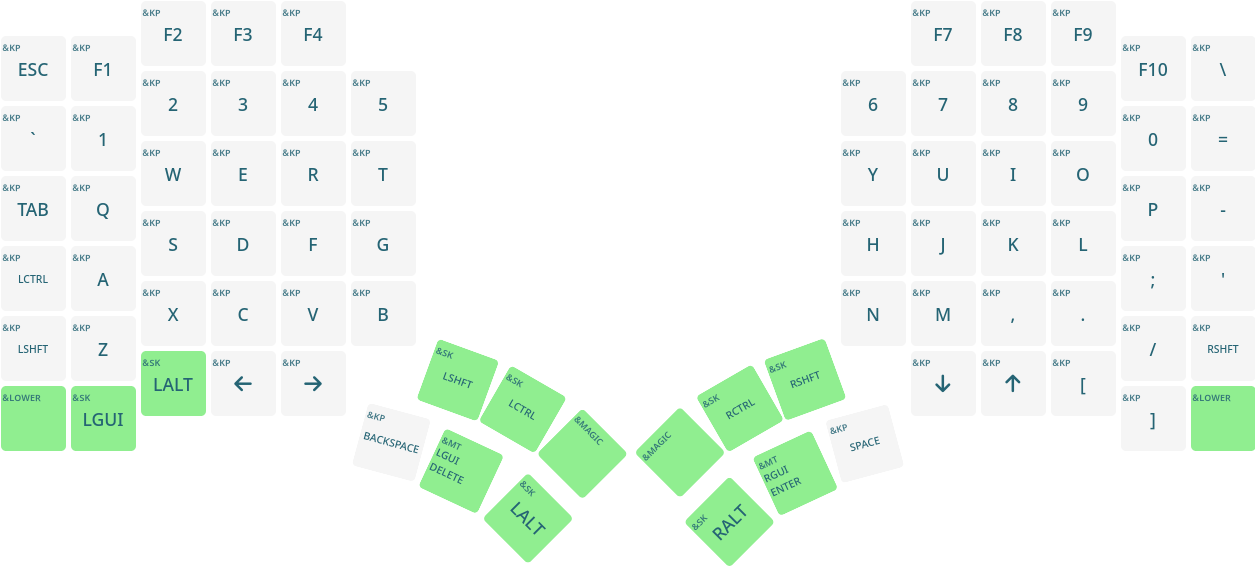 &KP &KP &KP &KP &KP &KP
F2 F3 F4 F7 F8 F9
&KP &KP &KP &KP
ESC F1 F10 \
&KP &KP &KP &KP &KP &KP &KP &KP
2 3 4 5 6 7 8 9
&KP &KP &KP &KP
` 1 0 =
&KP &KP &KP &KP &KP &KP &KP &KP
W E R T Y U I O
&KP &KP &KP &KP
TAB Q P -
&KP &KP &KP &KP &KP &KP &KP &KP
S D F G H J K L
&KP &KP &KP &KP
LCTRL A ; '
&KP &KP &KP &KP &KP &KP &KP &KP
X C V B N M , .
&KP &KP &KP &KP
LSHFT Z / RSHFT
&SK &KP &KP &KP &KP &KP
LALT ← → ↓ ↑ [
&LOWER &SK &KP &LOWER
LGUI ]
&SK &SK
LSHFT RSHFT
&SK &SK
LCTRL RCTRL
&MAGIC &MAGIC
&KP &KP
BACKSPACE SPACE
&MT &MT
LGUI RGUI
DELETE ENTER
&SK &SK
LALT RALT